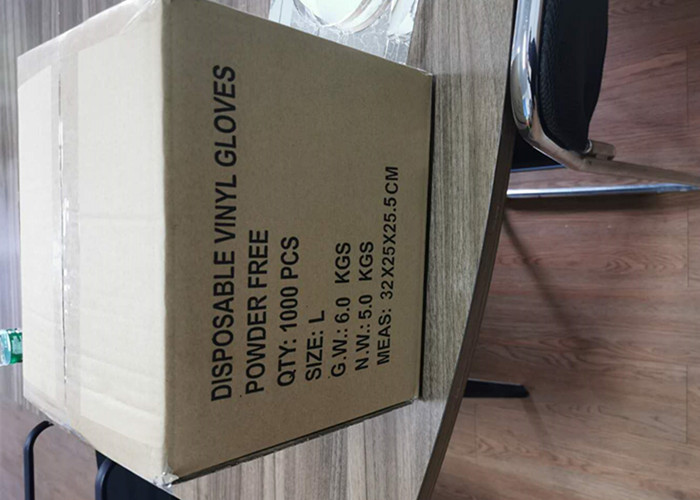 DISPOSABLE VINYL GLOVES
POWDER FREE
QTY: 1000 PCS
SIZE: L
G.W.: 6.0 KGS
N.W.: 5.0 KGS
MEAS: 32X25X25.5CM